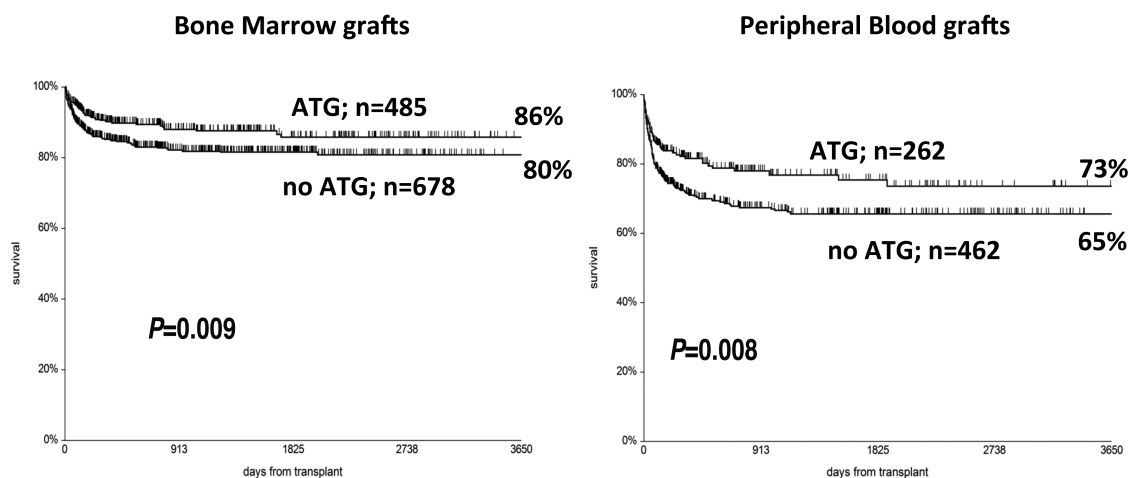 Bone Marrow grafts
100%
80%
60%
40%
20%
0%
survival
ATG; n=485
86%
no ATG; n=678
80%
P=0.009
0 913 1825 2738 3650
days from transplant
Peripheral Blood grafts
100%
80%
60%
40%
20%
0%
survival
ATG; n=262
73%
no ATG; n=462
65%
P=0.008
0 913 1825 2738 3650
days from transplant